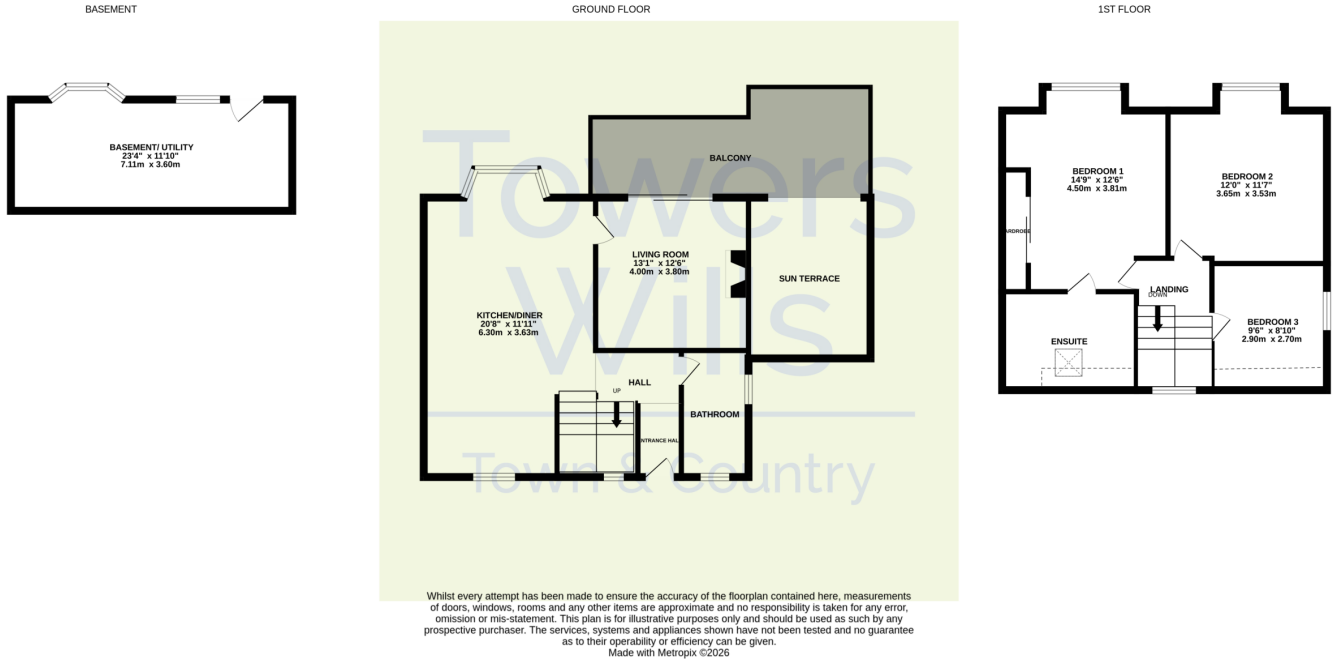 BASEMENT
GROUND FLOOR
1ST FLOOR
BASEMENT/ UTILITY
23'4" x 11'10"
7.11m x 3.60m
Towers
Wills
Town & Country
BALCONY
LIVING ROOM
13'1" x 12'6"
4.00m x 3.80m
SUN TERRACE
KITCHEN/DINER
20'8" x 11'11"
6.30m x 3.63m
HALL
UP
BATHROOM
NTRANCE HAL
BEDROOM 1
14'9" x 12'6"
4.50m x 3.81m
BEDROOM 2
12'0" x 11'7"
3.65m x 3.53m
ARDROBE
LANDING
DOWN
BEDROOM 3
9'6" x 8'10"
2.90m x 2.70m
ENSUITE
Whilst every attempt has been made to ensure the accuracy of the floorplan contained here, measurements
of doors, windows, rooms and any other items are approximate and no responsibility is taken for any error,
omission or mis-statement. This plan is for illustrative purposes only and should be used as such by any
prospective purchaser. The services, systems and appliances shown have not been tested and no guarantee
as to their operability or efficiency can be given.
Made with Metropix ©2026